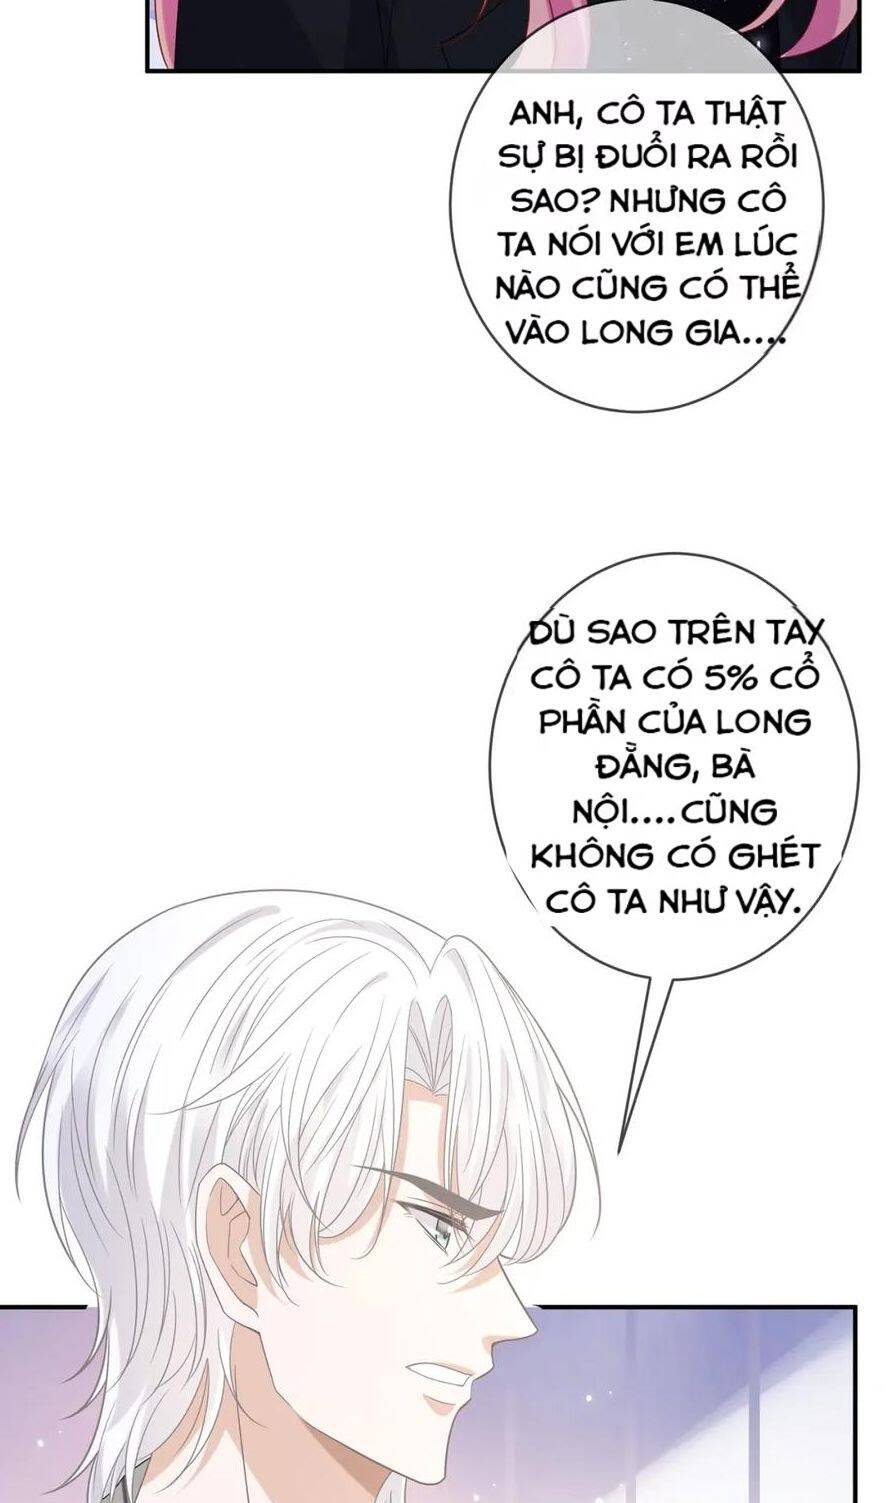 ANH, CÔ TA THẬT
SỰ BỊ ĐUỔI RA RỒI
SAO? NHƯNG CÔ
TA NÓI VỚI EM LÚC
NÀO CŨNG CÓ THỂ
VÀO LONG GIA....
DÙ SAO TRÊN TAY
CÔ TA CÓ 5% CỔ
PHẦN CỦA LONG
ĐẰNG, BÀ
NỘI.... CŨNG
KHÔNG CÓ GHÉT
CÔ TA NHƯ VẬY.